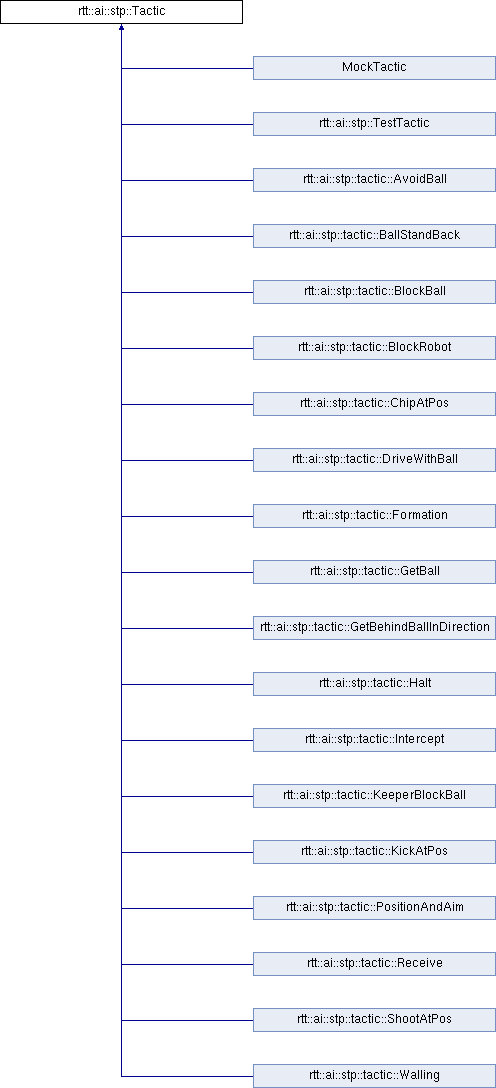 rtt::ai::stp::Tactic
MockTactic
rtt::ai::stp::TestTactic
rtt::ai::stp::tactic::AvoidBall
rtt::ai::stp::tactic::BallStandBack
rtt::ai::stp::tactic::BlockBall
rtt::ai::stp::tactic::BlockRobot
rtt::ai::stp::tactic::ChipAtPos
rtt::ai::stp::tactic::DriveWithBall
rtt::ai::stp::tactic::Formation
rtt::ai::stp::tactic::GetBall
rtt::ai::stp::tactic::GetBehindBallInDirection
rtt::ai::stp::tactic::Halt
rtt::ai::stp::tactic::Intercept
rtt::ai::stp::tactic::KeeperBlockBall
rtt::ai::stp::tactic::KickAtPos
rtt::ai::stp::tactic::PositionAndAim
rtt::ai::stp::tactic::Receive
rtt::ai::stp::tactic::ShootAtPos
rtt::ai::stp::tactic::Walling